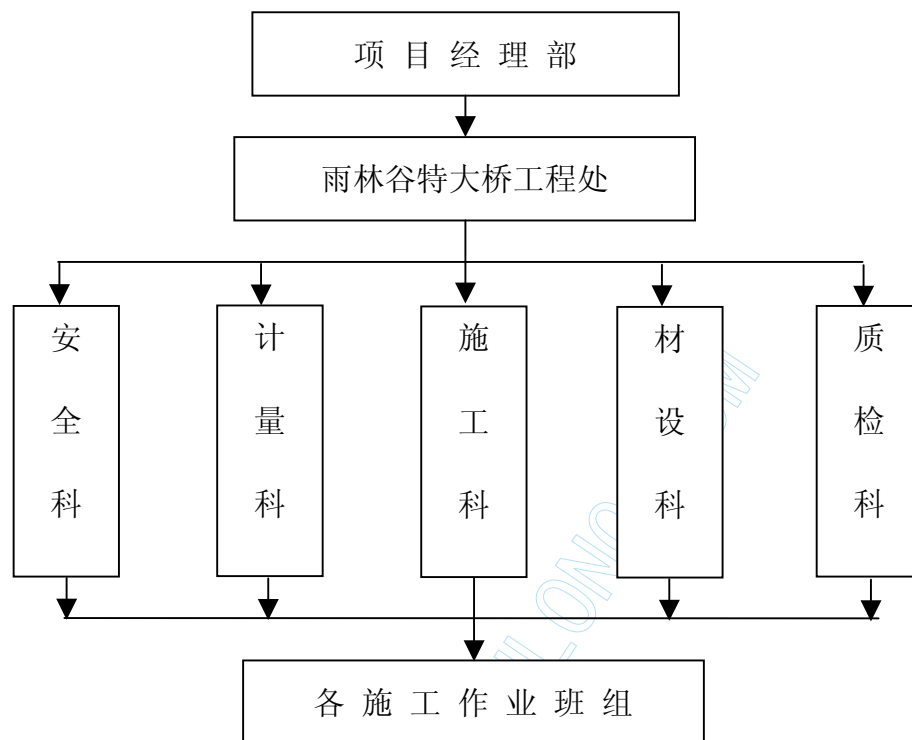 项目经理部
雨林谷特大桥工程处
安全科
计量科
施工科
材设科
质检科
各施工作业班组